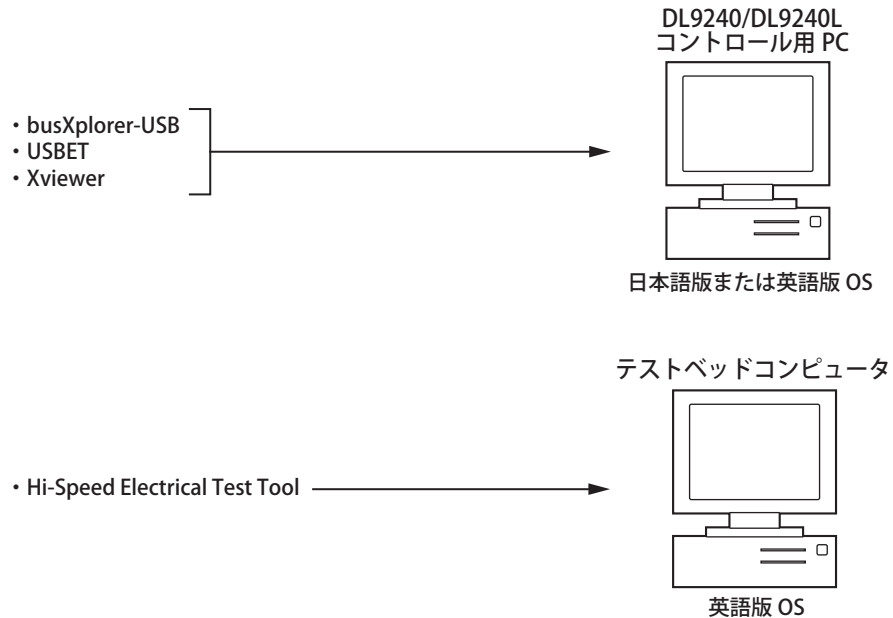 DL9240/DL9240L
コントロール用 PC
・busXplorer-USB
・USBET
・Xviewer
日本語版または英語版 OS
テストベッドコンピュータ
・Hi-Speed Electrical Test Tool
英語版 OS